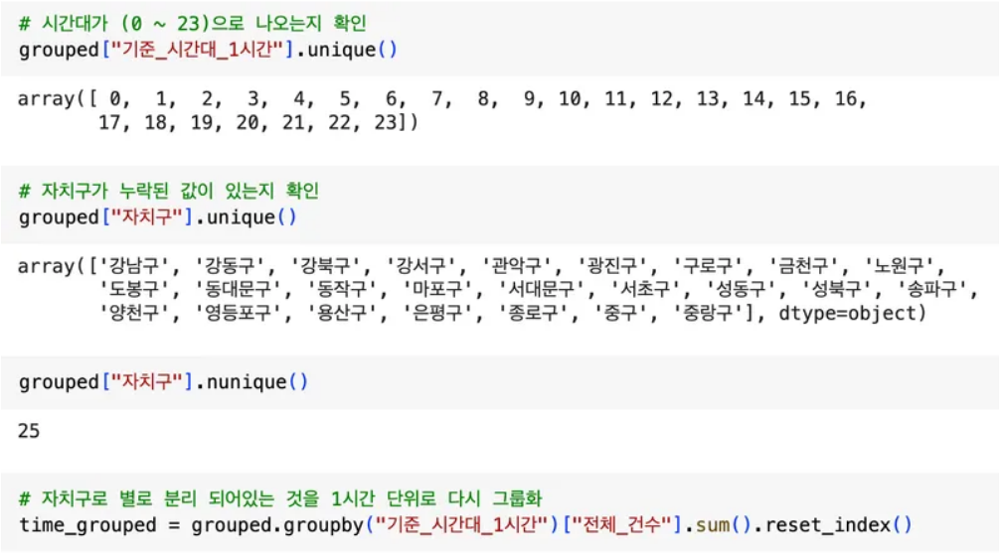 # 시간대가 (0 ~ 23)으로 나오는지 확인
grouped["기준_시간대_1시간"].unique()
array([ 0,  1,  2,  3,  4,  5,  6,  7,  8,  9, 10, 11, 12, 13, 14, 15, 16,
17, 18, 19, 20, 21, 22, 23])
# 자치구가 누락된 값이 있는지 확인
grouped["자치구"].unique()
array(['강남구', '강동구', '강북구', '강서구', '관악구', '광진구', '구로구', '금천구', '노원구',
'도봉구', '동대문구', '동작구', '마포구', '서대문구', '서초구', '성동구', '성북구', '송파구',
'양천구', '영등포구', '용산구', '은평구', '종로구', '중구', '중랑구'], dtype=object)
grouped["자치구"].nunique()
25
# 자치구로 별로 분리 되어있는 것을 1시간 단위로 다시 그룹화
time_grouped = grouped.groupby("기준_시간대_1시간")["전체_건수"].sum().reset_index()